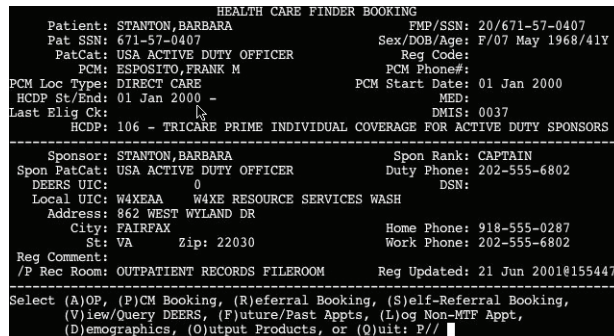 HEALTH CARE FINDER BOOKING
Patient: STANTON,BARBARA FMP/SSN: 20/671-57-0407
Pat SSN: 671-57-0407 Sex/DOB/Age: F/07 May 1968/41Y
PatCat: USA ACTIVE DUTY OFFICER Reg Code:
PCM: ESPOSITO,FRANK M PCM Phone#:
PCM Loc Type: DIRECT CARE PCM Start Date: 01 Jan 2000
HCDP St/End: 01 Jan 2000 - MED:
Last Elig Ck: DMIS: 0037
HCDP: 106 - TRICARE PRIME INDIVIDUAL COVERAGE FOR ACTIVE DUTY SPONSORS
Sponsor: STANTON,BARBARA Spon Rank: CAPTAIN
Spon PatCat: USA ACTIVE DUTY OFFICER Duty Phone: 202-555-6802
DEERS UIC: 0 DSN:
Local UIC: W4XEAA W4XE RESOURCE SERVICES WASH
Address: 862 WEST WYLAND DR
City: FAIRFAX Home Phone: 918-555-0287
St: VA Zip: 22030 Work Phone: 202-555-6802
Reg Comment:
/P Rec Room: OUTPATIENT RECORDS FILEROOM Reg Updated: 21 Jun 2001@155447
Select (A)OP, (P)CM Booking, (R)eferral Booking, (S)elf-Referral Booking,
(V)iew/Query DEERS, (F)uture/Past Appts, (L)og Non-MTF Appt,
(D)emographics, (O)utput Products, or (Q)uit: P//